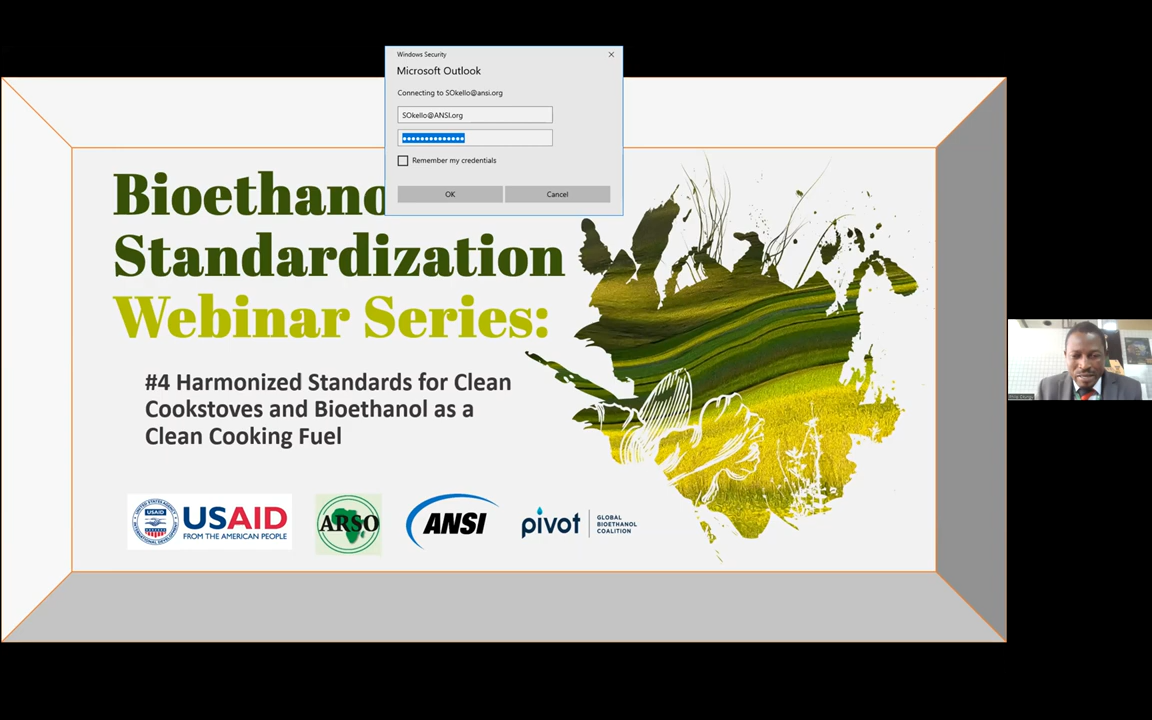 Windows Security
Microsoft Outlook
Connecting to SOkello@ansi.org
SOkello@ANSI.org
Remember my credentials
OK
Cancel
Bioethanol
Standardization
Webinar Series:
#4 Harmonized Standards for Clean
Cookstoves and Bioethanol as a
Clean Cooking Fuel
USAID
USAID
FROM THE AMERICAN PEOPLE
ARSO
ANSI
pivot
GLOBAL
BIOETHANOL
COALITION